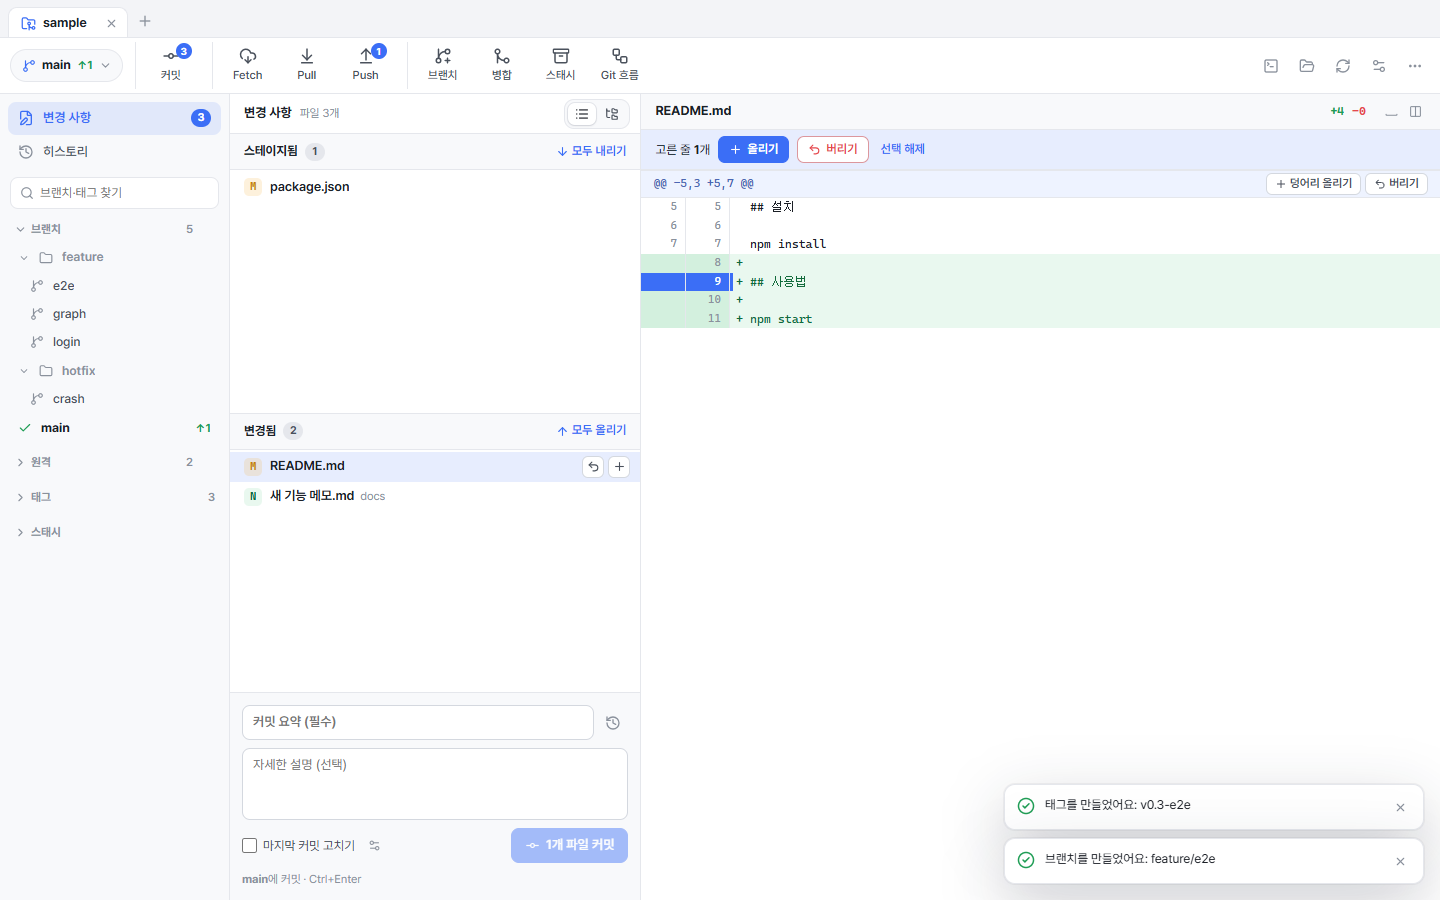 sample
main ↑1
커밋 3
Fetch
Pull
Push 1
브랜치
병합
스태시
Git 흐름
변경 사항 3
히스토리
브랜치·태그 찾기
브랜치 5
feature
e2e
graph
login
hotfix
crash
main ↑1
원격 2
태그 3
스태시
변경 사항 파일 3개
스테이지됨 1 ↓ 모두 내리기
M package.json
변경됨 2 ↑ 모두 올리기
M README.md
N 새 기능 메모.md docs
커밋 요약 (필수)
자세한 설명 (선택)
마지막 커밋 고치기
1개 파일 커밋
main에 커밋 · Ctrl+Enter
README.md +4 −0
고른 줄 1개 + 올리기 버리기 선택 해제
@@ −5,3 +5,7 @@ + 덩어리 올리기 버리기
5 5 ## 설치
6 6
7 7 npm install
8 +
9 + ## 사용법
10 +
11 + npm start
태그를 만들었어요: v0.3-e2e
브랜치를 만들었어요: feature/e2e